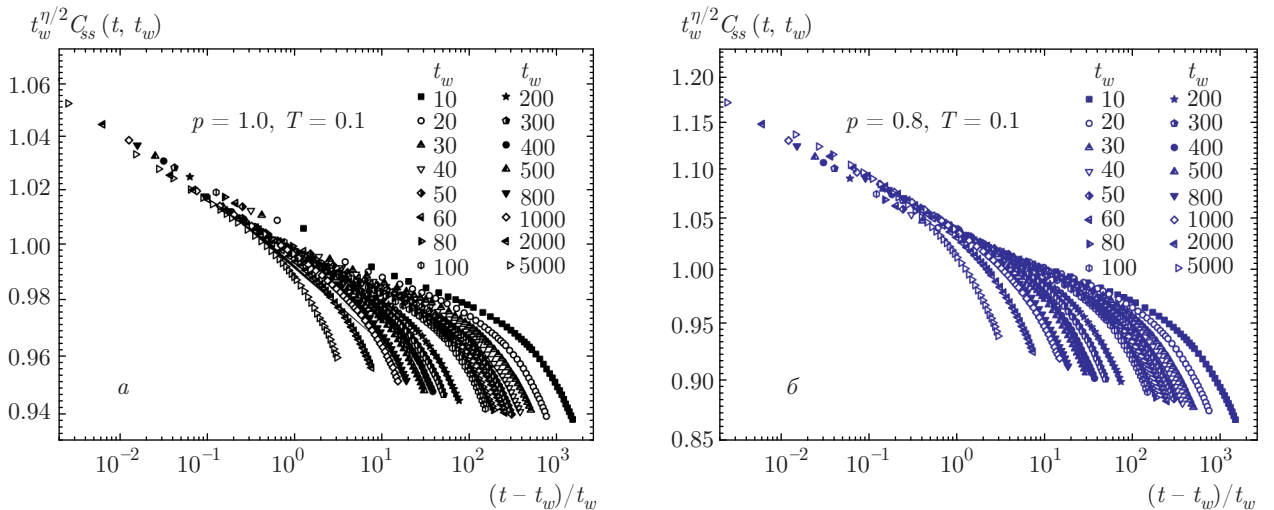 t_w^{η/2}C_{ss}(t, t_w)
1.06
1.04
1.02
1.00
0.98
0.96
0.94
p = 1.0, T = 0.1
t_w t_w
10 200
20 300
30 400
40 500
50 800
60 1000
80 2000
100 5000
а
10^{−2} 10^{−1} 10^0 10^1 10^2 10^3
(t − t_w)/t_w
t_w^{η/2}C_{ss}(t, t_w)
1.20
1.15
1.10
1.05
1.00
0.95
0.90
0.85
p = 0.8, T = 0.1
t_w t_w
10 200
20 300
30 400
40 500
50 800
60 1000
80 2000
100 5000
б
10^{−2} 10^{−1} 10^0 10^1 10^2 10^3
(t − t_w)/t_w